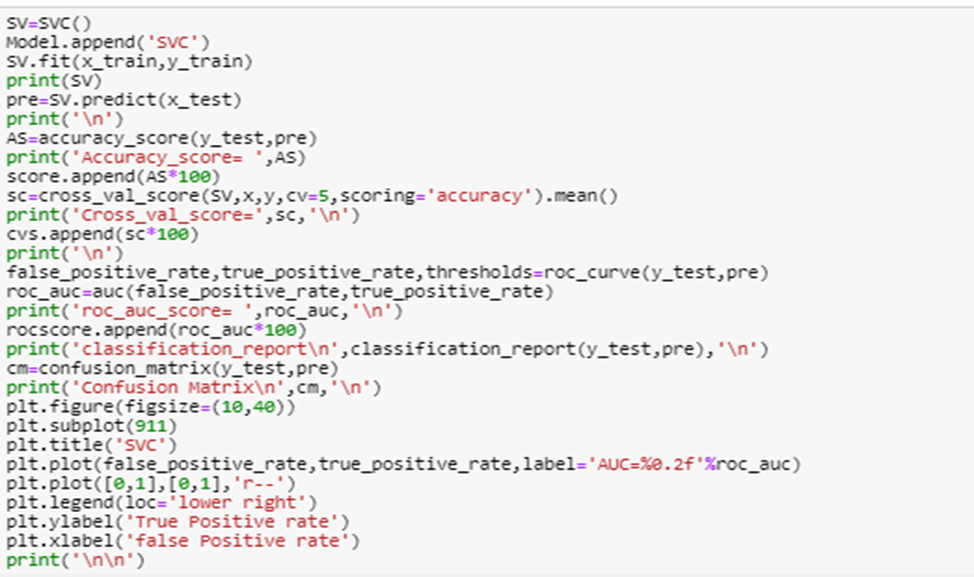 SV=SVC()
Model.append('SVC')
SV.fit(x_train,y_train)
print(SV)
pre=SV.predict(x_test)
print('\n')
AS=accuracy_score(y_test,pre)
print('Accuracy_score= ',AS)
score.append(AS*100)
sc=cross_val_score(SV,x,y,cv=5,scoring='accuracy').mean()
print('Cross_val_score=',sc,'\n')
cvs.append(sc*100)
print('\n')
false_positive_rate,true_positive_rate,thresholds=roc_curve(y_test,pre)
roc_auc=auc(false_positive_rate,true_positive_rate)
print('roc_auc_score= ',roc_auc,'\n')
rocscore.append(roc_auc*100)
print('classification_report\n',classification_report(y_test,pre),'\n')
cm=confusion_matrix(y_test,pre)
print('Confusion Matrix\n',cm,'\n')
plt.figure(figsize=(10,40))
plt.subplot(911)
plt.title('SVC')
plt.plot(false_positive_rate,true_positive_rate,label='AUC=%0.2f'%roc_auc)
plt.plot([0,1],[0,1],'r--')
plt.legend(loc='lower right')
plt.ylabel('True Positive rate')
plt.xlabel('false Positive rate')
print('\n\n')